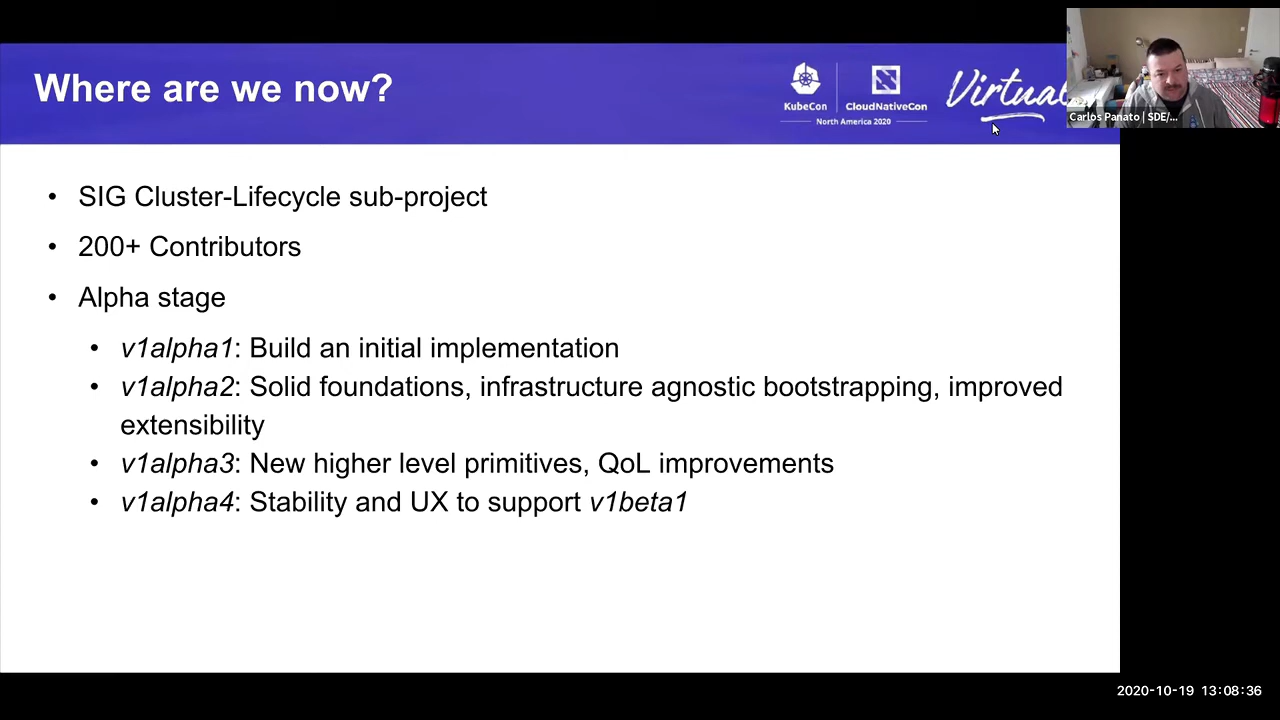 Where are we now?
KubeCon
CloudNativeCon
North America 2020
Virtual
Carlos Panato | SDE/...
• SIG Cluster-Lifecycle sub-project
• 200+ Contributors
• Alpha stage
• v1alpha1: Build an initial implementation
• v1alpha2: Solid foundations, infrastructure agnostic bootstrapping, improved
extensibility
• v1alpha3: New higher level primitives, QoL improvements
• v1alpha4: Stability and UX to support v1beta1
2020-10-19 13:08:36